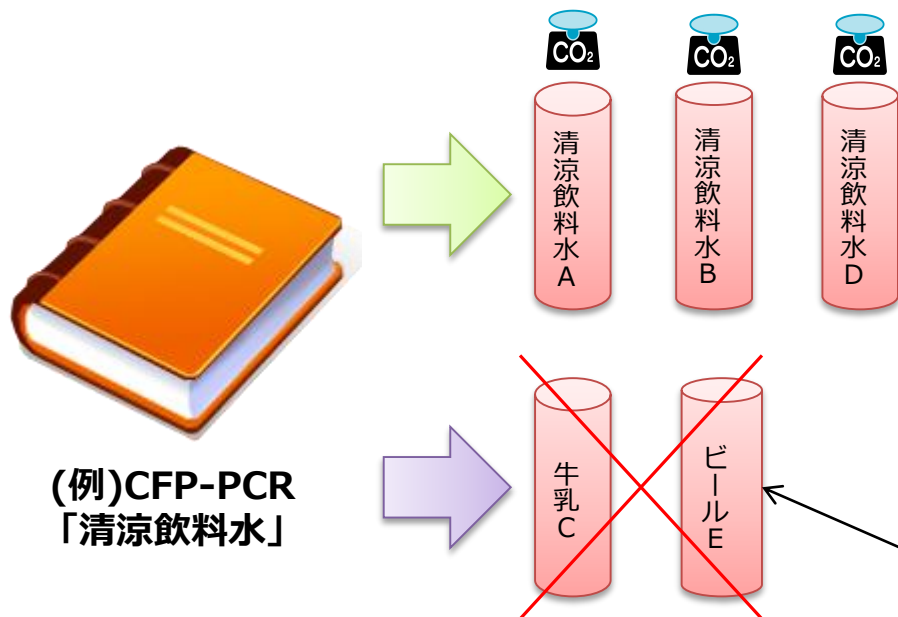 CO₂
CO₂
CO₂
清涼飲料水A
清涼飲料水B
清涼飲料水D
(例)CFP-PCR
「清涼飲料水」
牛乳C
ビールE